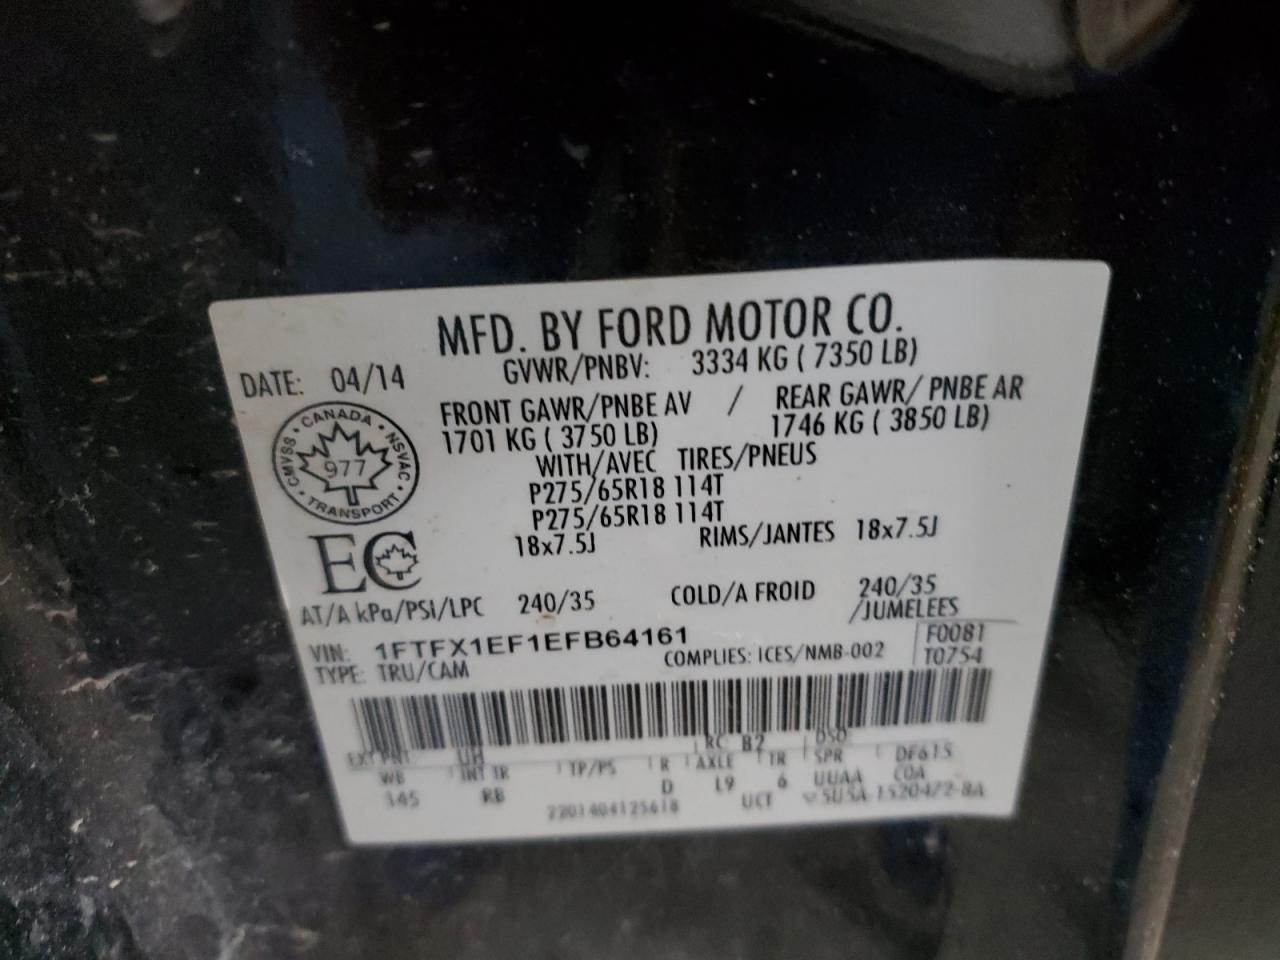 MFD. BY FORD MOTOR CO.
DATE: 04/14
GVWR/PNBV: 3334 KG ( 7350 LB)
FRONT GAWR/PNBE AV / REAR GAWR/ PNBE AR
1701 KG ( 3750 LB) 1746 KG ( 3850 LB)
WITH/AVEC TIRES/PNEUS
P275/65R18 114T
P275/65R18 114T
18x7.5J RIMS/JANTES 18x7.5J
CANADA
CMVSS 977 NSVAC
TRANSPORT
EC
AT/A kPa/PSI/LPC 240/35 COLD/A FROID 240/35
/JUMELEES
VIN: 1FTFX1EF1EFB64161
F0081
TYPE: TRU/CAM COMPLIES: ICES/NMB-002 T0754
EXT PNT UH RC B2 DSO
WB INT TR TP/PS R AXLE TR SPR DF615
145 RB D L9 6 UUAA COA
2201404125618 UCT 5U5A-1520472-BA